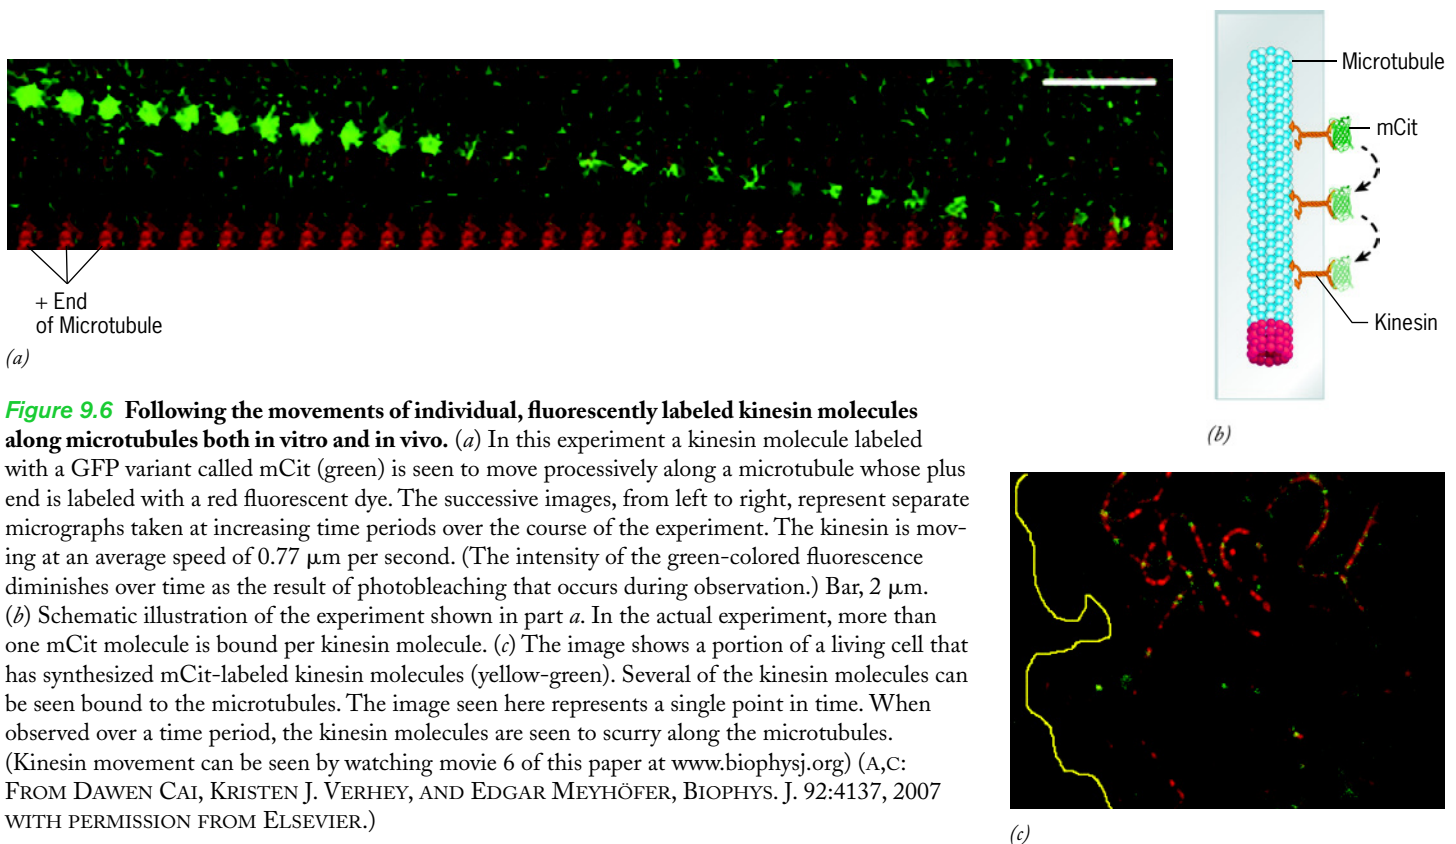 + End
of Microtubule
(a)
Microtubule
mCit
Kinesin
(b)
Figure 9.6 Following the movements of individual, fluorescently labeled kinesin molecules
along microtubules both in vitro and in vivo. (a) In this experiment a kinesin molecule labeled
with a GFP variant called mCit (green) is seen to move processively along a microtubule whose plus
end is labeled with a red fluorescent dye. The successive images, from left to right, represent separate
micrographs taken at increasing time periods over the course of the experiment. The kinesin is mov-
ing at an average speed of 0.77 μm per second. (The intensity of the green-colored fluorescence
diminishes over time as the result of photobleaching that occurs during observation.) Bar, 2 μm.
(b) Schematic illustration of the experiment shown in part a. In the actual experiment, more than
one mCit molecule is bound per kinesin molecule. (c) The image shows a portion of a living cell that
has synthesized mCit-labeled kinesin molecules (yellow-green). Several of the kinesin molecules can
be seen bound to the microtubules. The image seen here represents a single point in time. When
observed over a time period, the kinesin molecules are seen to scurry along the microtubules.
(Kinesin movement can be seen by watching movie 6 of this paper at www.biophysj.org) (A,C:
FROM DAWEN CAI, KRISTEN J. VERHEY, AND EDGAR MEYHÖFER, BIOPHYS. J. 92:4137, 2007
WITH PERMISSION FROM ELSEVIER.)
(c)